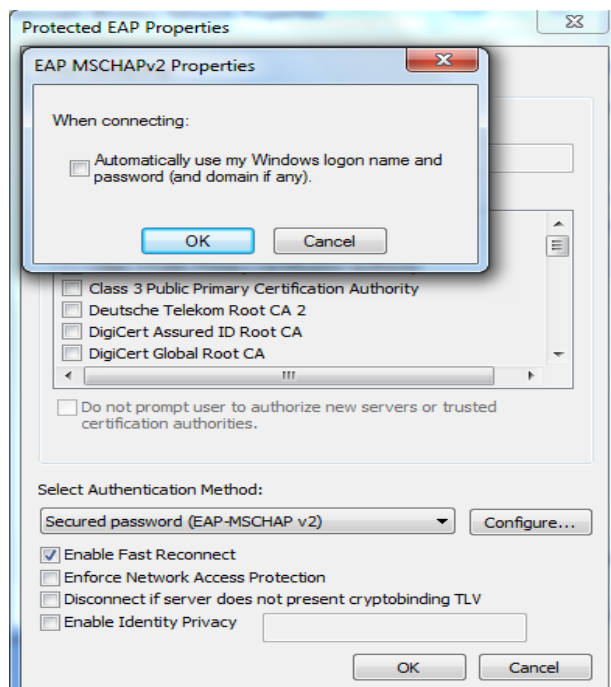 Protected EAP Properties
EAP MSCHAPv2 Properties
When connecting:
Automatically use my Windows logon name and
password (and domain if any).
OK
Cancel
Class 3 Public Primary Certification Authority
Deutsche Telekom Root CA 2
DigiCert Assured ID Root CA
DigiCert Global Root CA
Do not prompt user to authorize new servers or trusted
certification authorities.
Select Authentication Method:
Secured password (EAP-MSCHAP v2)
Configure...
Enable Fast Reconnect
Enforce Network Access Protection
Disconnect if server does not present cryptobinding TLV
Enable Identity Privacy
OK
Cancel